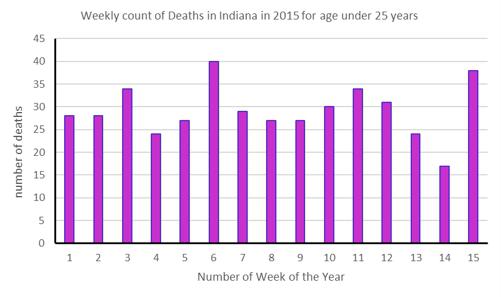 Weekly count of Deaths in Indiana in 2015 for age under 25 years
45
40
35
30
25
20
15
10
5
0
number of deaths
1 2 3 4 5 6 7 8 9 10 11 12 13 14 15
Number of Week of the Year